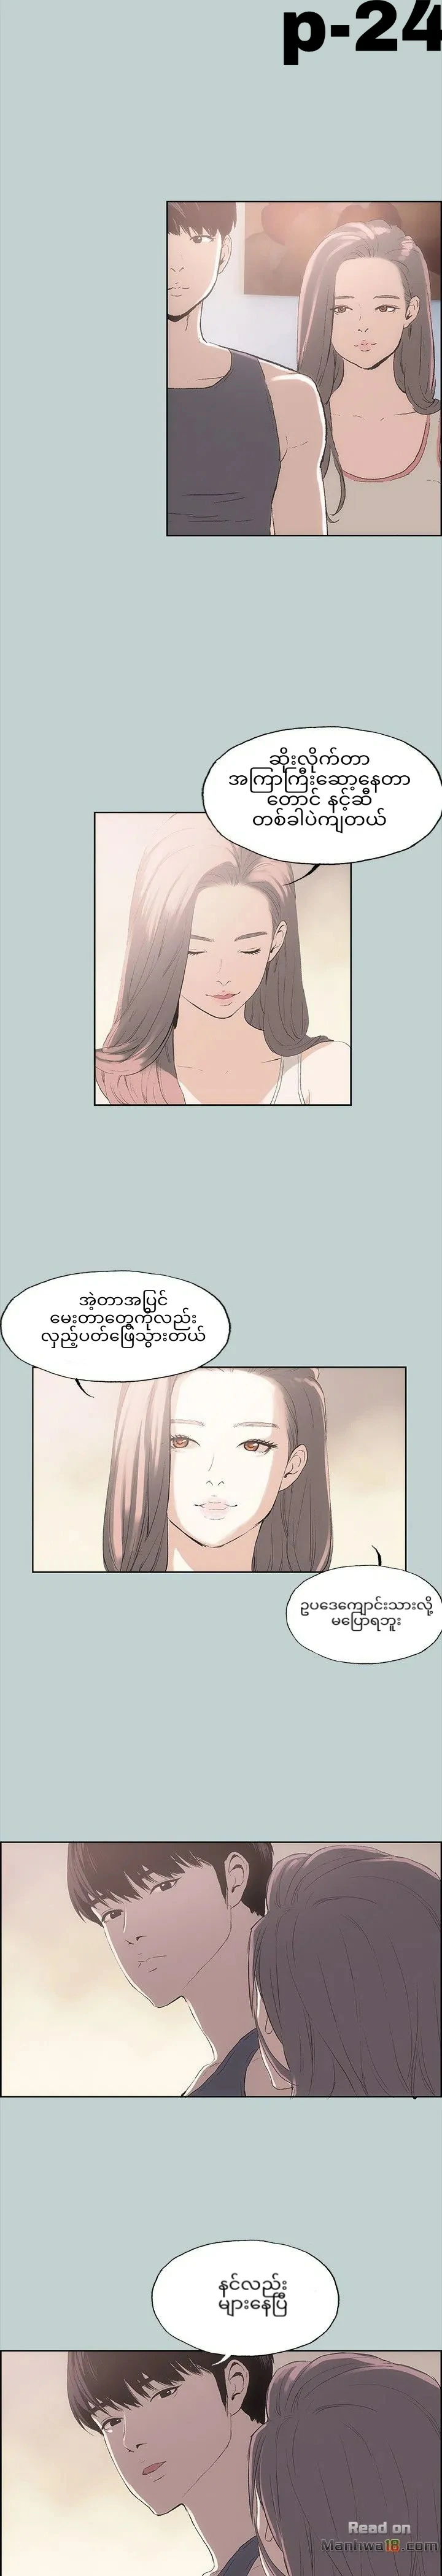 p-24
ဆိုးလိုက်တာ
အကြာကြီးဆော့နေတာ
တောင် နင့်ဆီ
တစ်ခါပဲကျတယ်
အဲ့တာအပြင်
မေးတာတွေကိုလည်း
လှည့်ပတ်ဖြေသွားတယ်
ဥပဒေကျောင်းသားလို့
မပြောရဘူး
နင်လည်း
များနေပြီ
Read on
Manhwa18.com